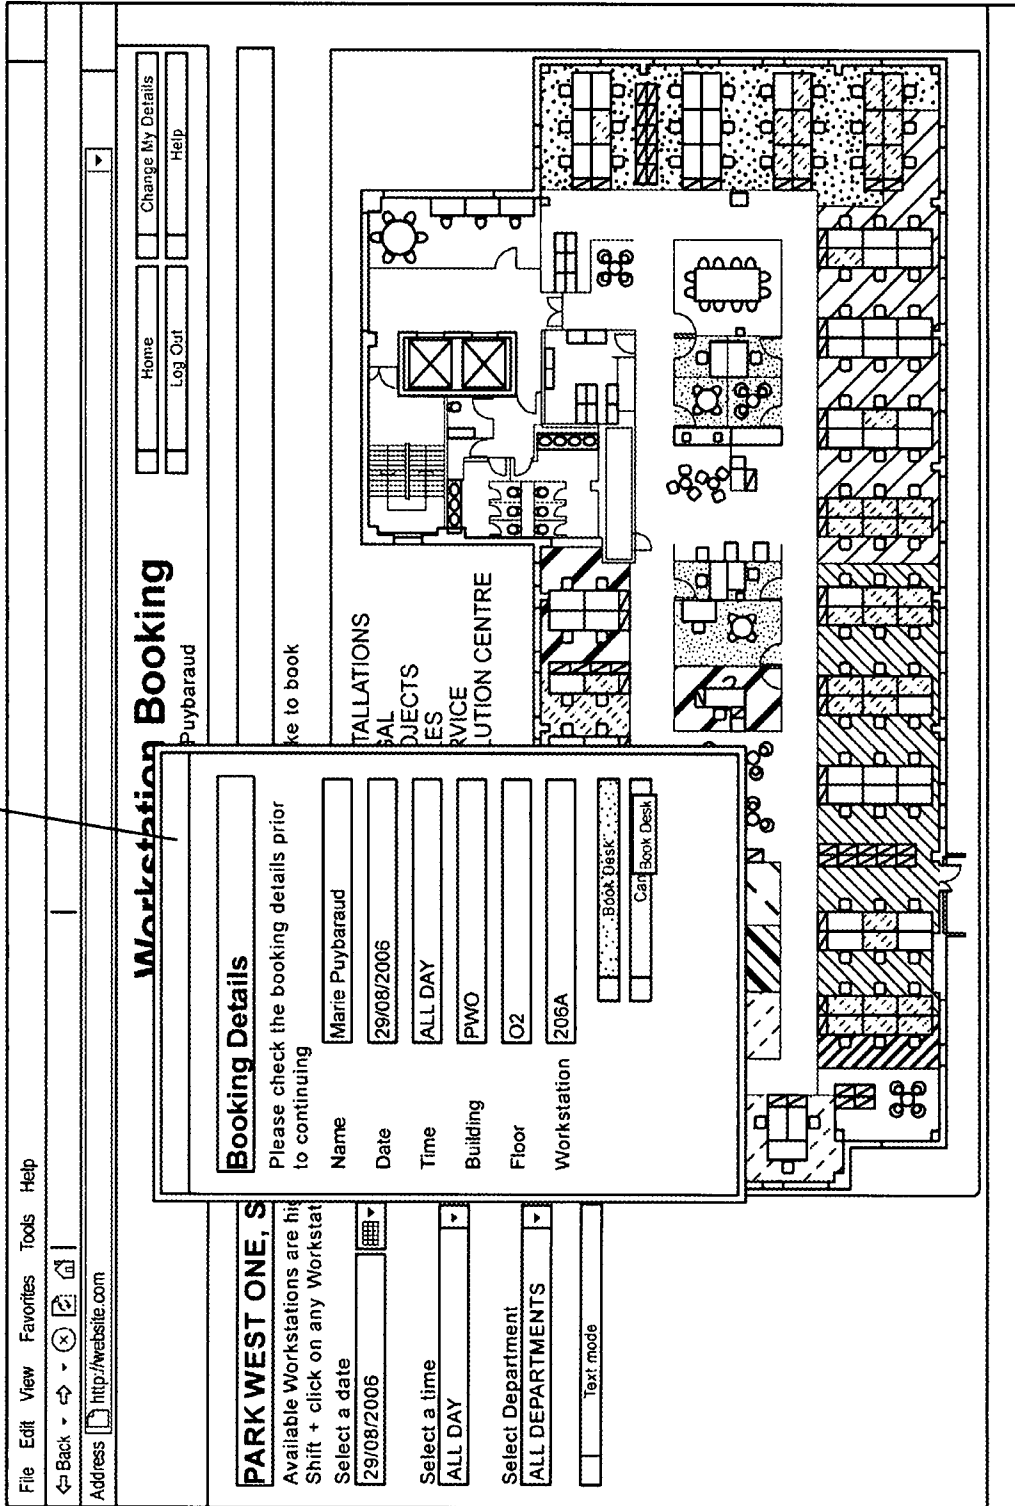 File Edit View Favorites Tools Help
Back
Address http://website.com
Workstation Booking
Puybaraud
Home
Change My Details
Log Out
Help
PARK WEST ONE, S
Available Workstations are hig
Shift + click on any Workstat
ke to book
Select a date
29/08/2006
Select a time
ALL DAY
Select Department
ALL DEPARTMENTS
Text mode
TALLATIONS
GAL
OJECTS
ES
RVICE
LUTION CENTRE
Booking Details
Please check the booking details prior
to continuing
Name Marie Puybaraud
Date 29/08/2006
Time ALL DAY
Building PWO
Floor O2
Workstation 206A
Book Desk
Can
Book Desk